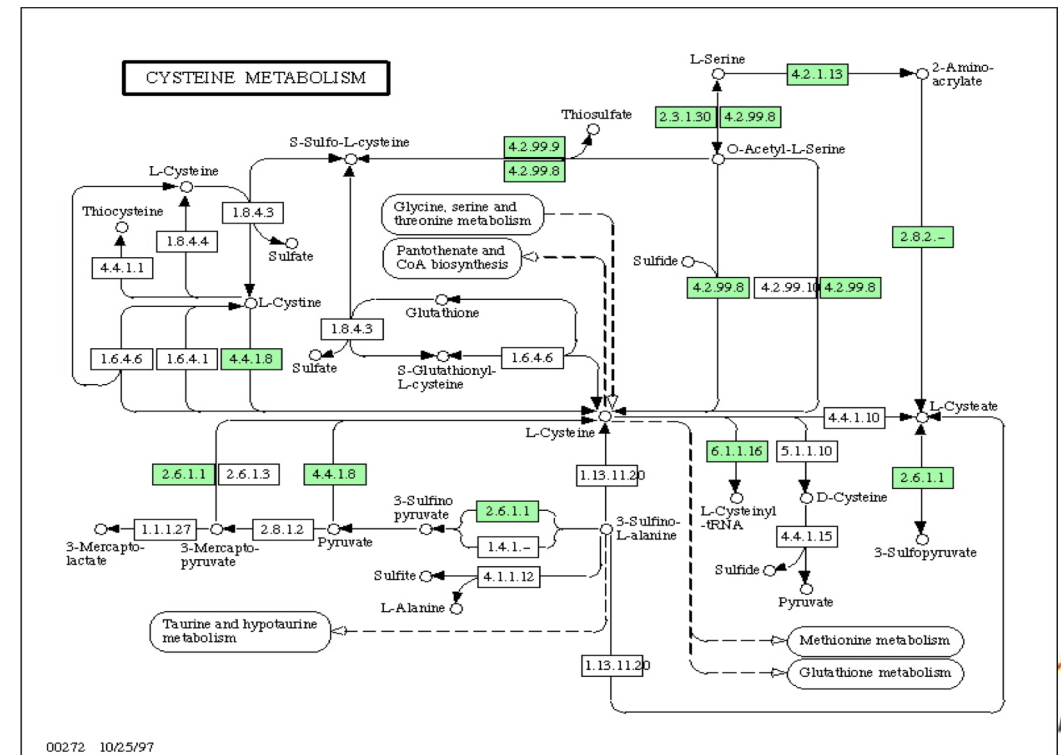 CYSTEINE METABOLISM
L-Serine
4.2.1.13
2-Amino-
acrylate
2.3.1.30
4.2.99.8
Thiosulfate
S-Sulfo-L-cysteine
4.2.99.9
4.2.99.8
O-Acetyl-L-Serine
L-Cysteine
Thiocysteine
1.8.4.3
1.8.4.4
4.4.1.1
Sulfate
Glycine, serine and
threonine metabolism
Pantothenate and
CoA biosynthesis
Sulfide
2.8.2.-
4.2.99.8
4.2.99.10
4.2.99.8
L-Cystine
Glutathione
1.8.4.3
1.6.4.6
1.6.4.1
4.4.1.8
Sulfate
S-Glutathionyl-
L-cysteine
1.6.4.6
L-Cysteine
4.4.1.10
L-Cysteate
2.6.1.1
2.6.1.3
4.4.1.8
1.13.11.20
6.1.1.16
5.1.1.10
2.6.1.1
1.1.1.27
2.8.1.2
3-Mercapto-
lactate
3-Mercapto-
pyruvate
Pyruvate
3-Sulfino
pyruvate
2.6.1.1
1.4.1.-
3-Sulfino-
L-alanine
L-Cysteinyl
-tRNA
D-Cysteine
4.4.1.15
3-Sulfopyruvate
Sulfite
4.1.1.12
L-Alanine
Sulfide
Pyruvate
Taurine and hypotaurine
metabolism
Methionine metabolism
1.13.11.20
Glutathione metabolism
00272 10/25/97